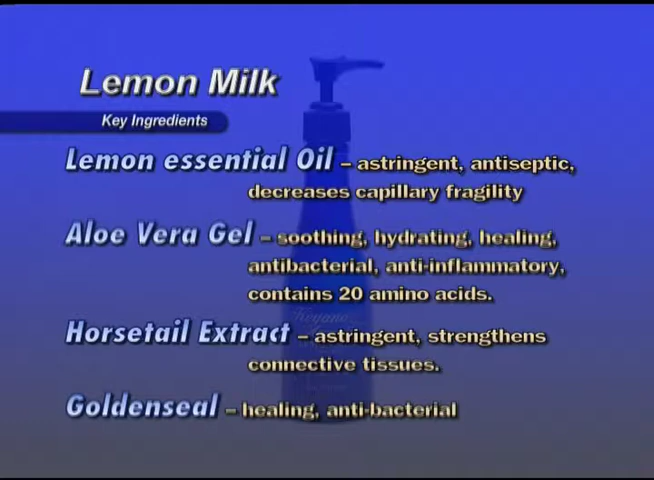 Lemon Milk
Key Ingredients
Lemon essential Oil – astringent, antiseptic,
decreases capillary fragility
Aloe Vera Gel – soothing, hydrating, healing,
antibacterial, anti-inflammatory,
contains 20 amino acids.
Horsetail Extract – astringent, strengthens
connective tissues.
Goldenseal – healing, anti-bacterial